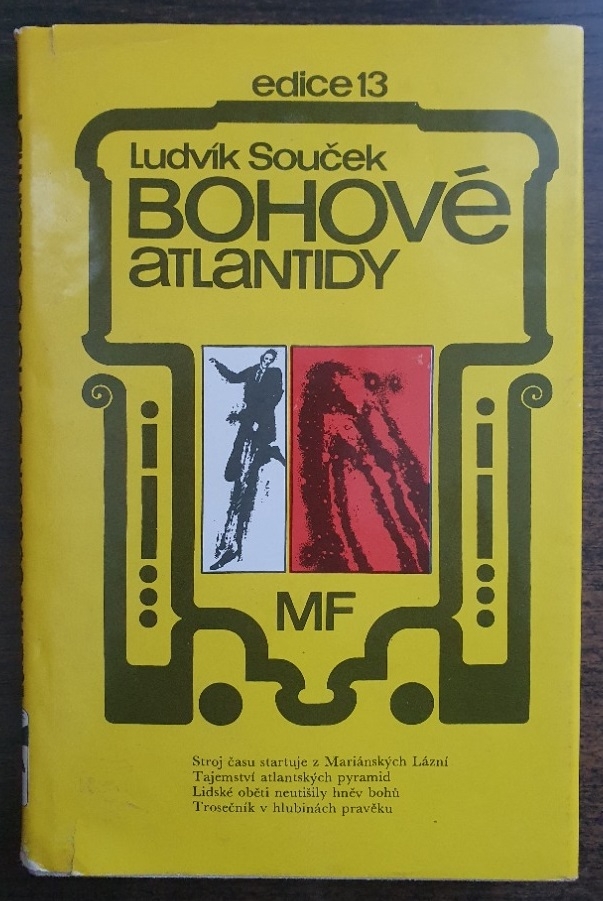 edice 13
Ludvík Souček
BOHOVÉ
ATLANTIDY
MF
Stroj času startuje z Mariánských Lázní
Tajemství atlantských pyramid
Lidské oběti neutišily hněv bohů
Trosečník v hlubinách pravěku